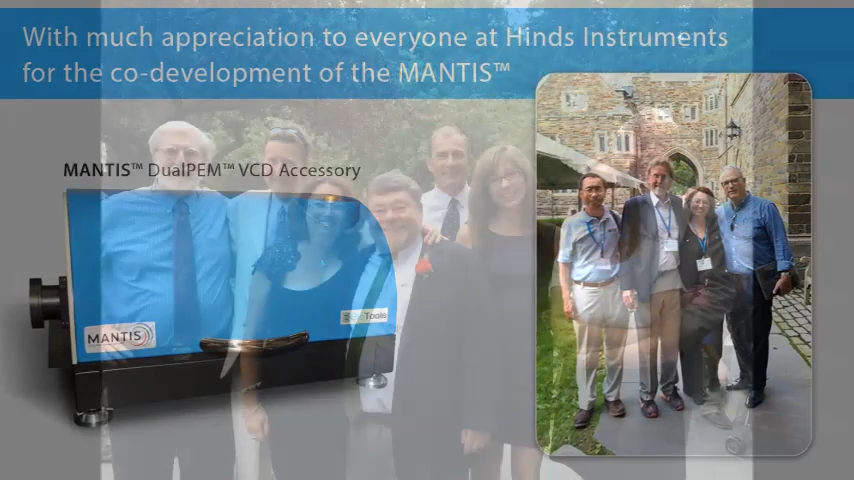 With much appreciation to everyone at Hinds Instruments
for the co-development of the MANTIS™
MANTIS™ DualPEM™ VCD Accessory
MANTIS
Tools